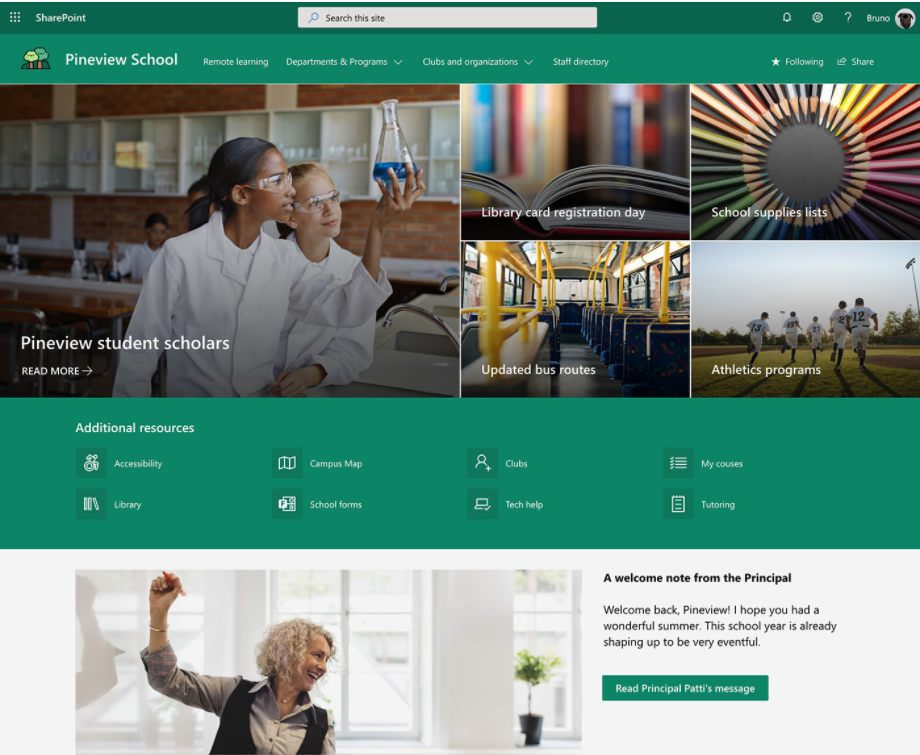 SharePoint
Search this site
?
Bruno
Pineview School
Remote learning
Departments & Programs
Clubs and organizations
Staff directory
Following
Share
Library card registration day
School supplies lists
13
21
2
12
Pineview student scholars
READ MORE
Updated bus routes
Athletics programs
Additional resources
Accessibility
Campus Map
Clubs
My couses
Library
School forms
Tech help
Tutoring
A welcome note from the Principal
Welcome back, Pineview! I hope you had a
wonderful summer. This school year is already
shaping up to be very eventful.
Read Principal Patti's message